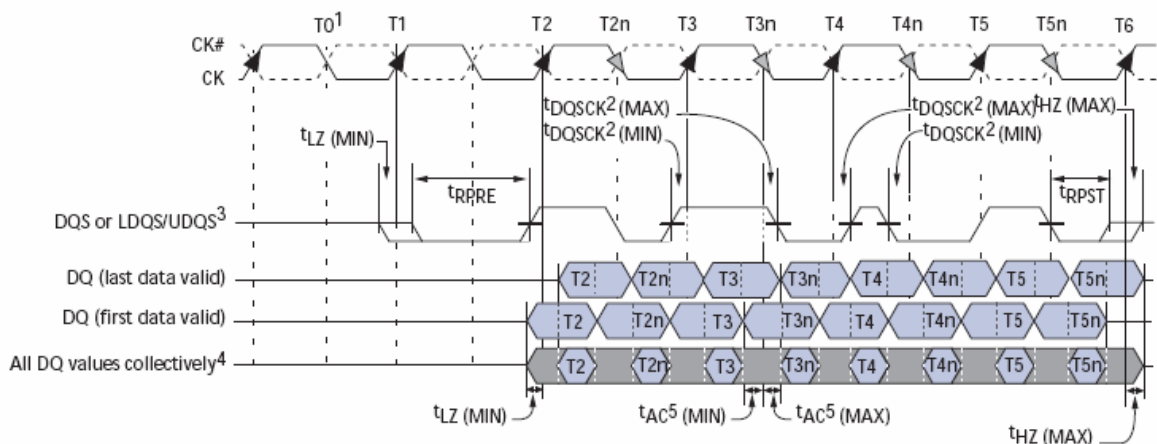 T0¹ T1 T2 T2n T3 T3n T4 T4n T5 T5n T6
CK#
CK
tDQSCK² (MAX) tDQSCK² (MAX) tHZ (MAX)
tLZ (MIN) tDQSCK² (MIN) tDQSCK² (MIN)
tRPRE tRPST
DQS or LDQS/UDQS³
DQ (last data valid) T2 T2n T3 T3n T4 T4n T5 T5n
DQ (first data valid) T2 T2n T3 T3n T4 T4n T5 T5n
All DQ values collectively⁴ T2 T2n T3 T3n T4 T4n T5 T5n
tLZ (MIN) tAC⁵ (MIN) tAC⁵ (MAX)
tHZ (MAX)